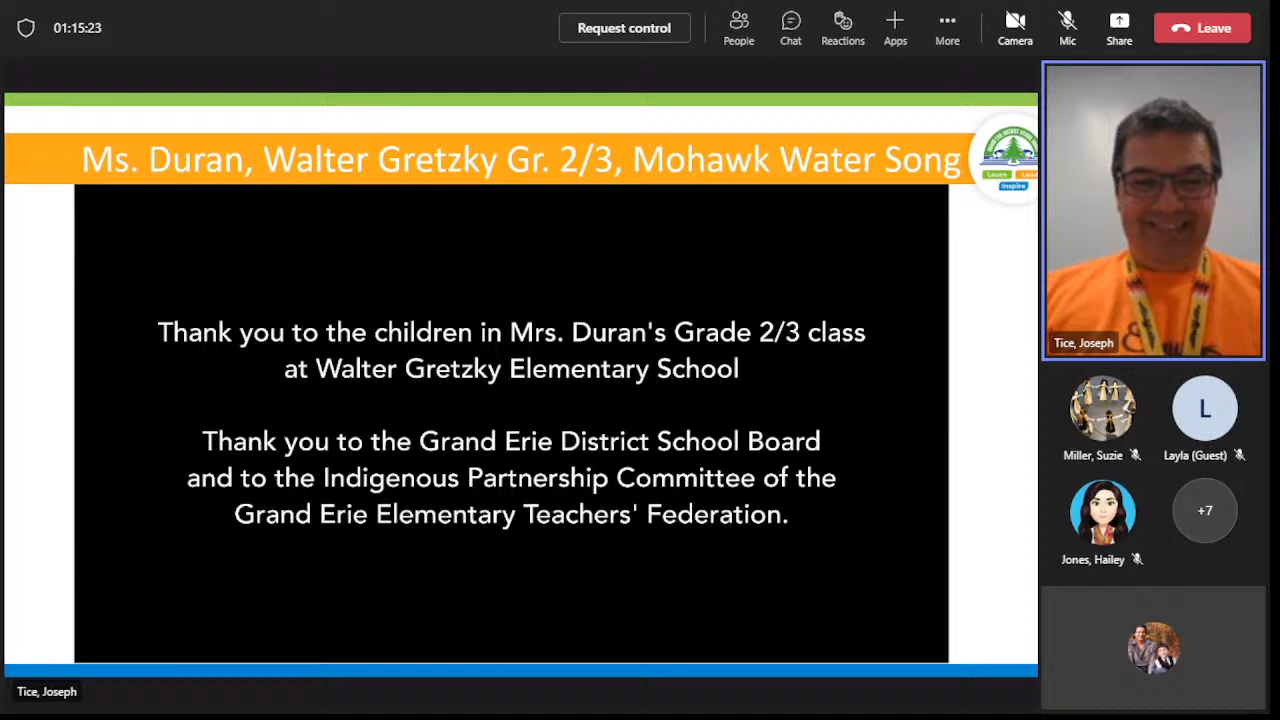 01:15:23
Request control
People
Chat
Reactions
Apps
More
Camera
Mic
Share
Leave
Ms. Duran, Walter Gretzky Gr. 2/3, Mohawk Water Song
Learn
Inspire
Thank you to the children in Mrs. Duran's Grade 2/3 class
at Walter Gretzky Elementary School
Thank you to the Grand Erie District School Board
and to the Indigenous Partnership Committee of the
Grand Erie Elementary Teachers' Federation.
Tice, Joseph
Miller, Suzie
L
Layla (Guest)
Jones, Hailey
+7
Tice, Joseph